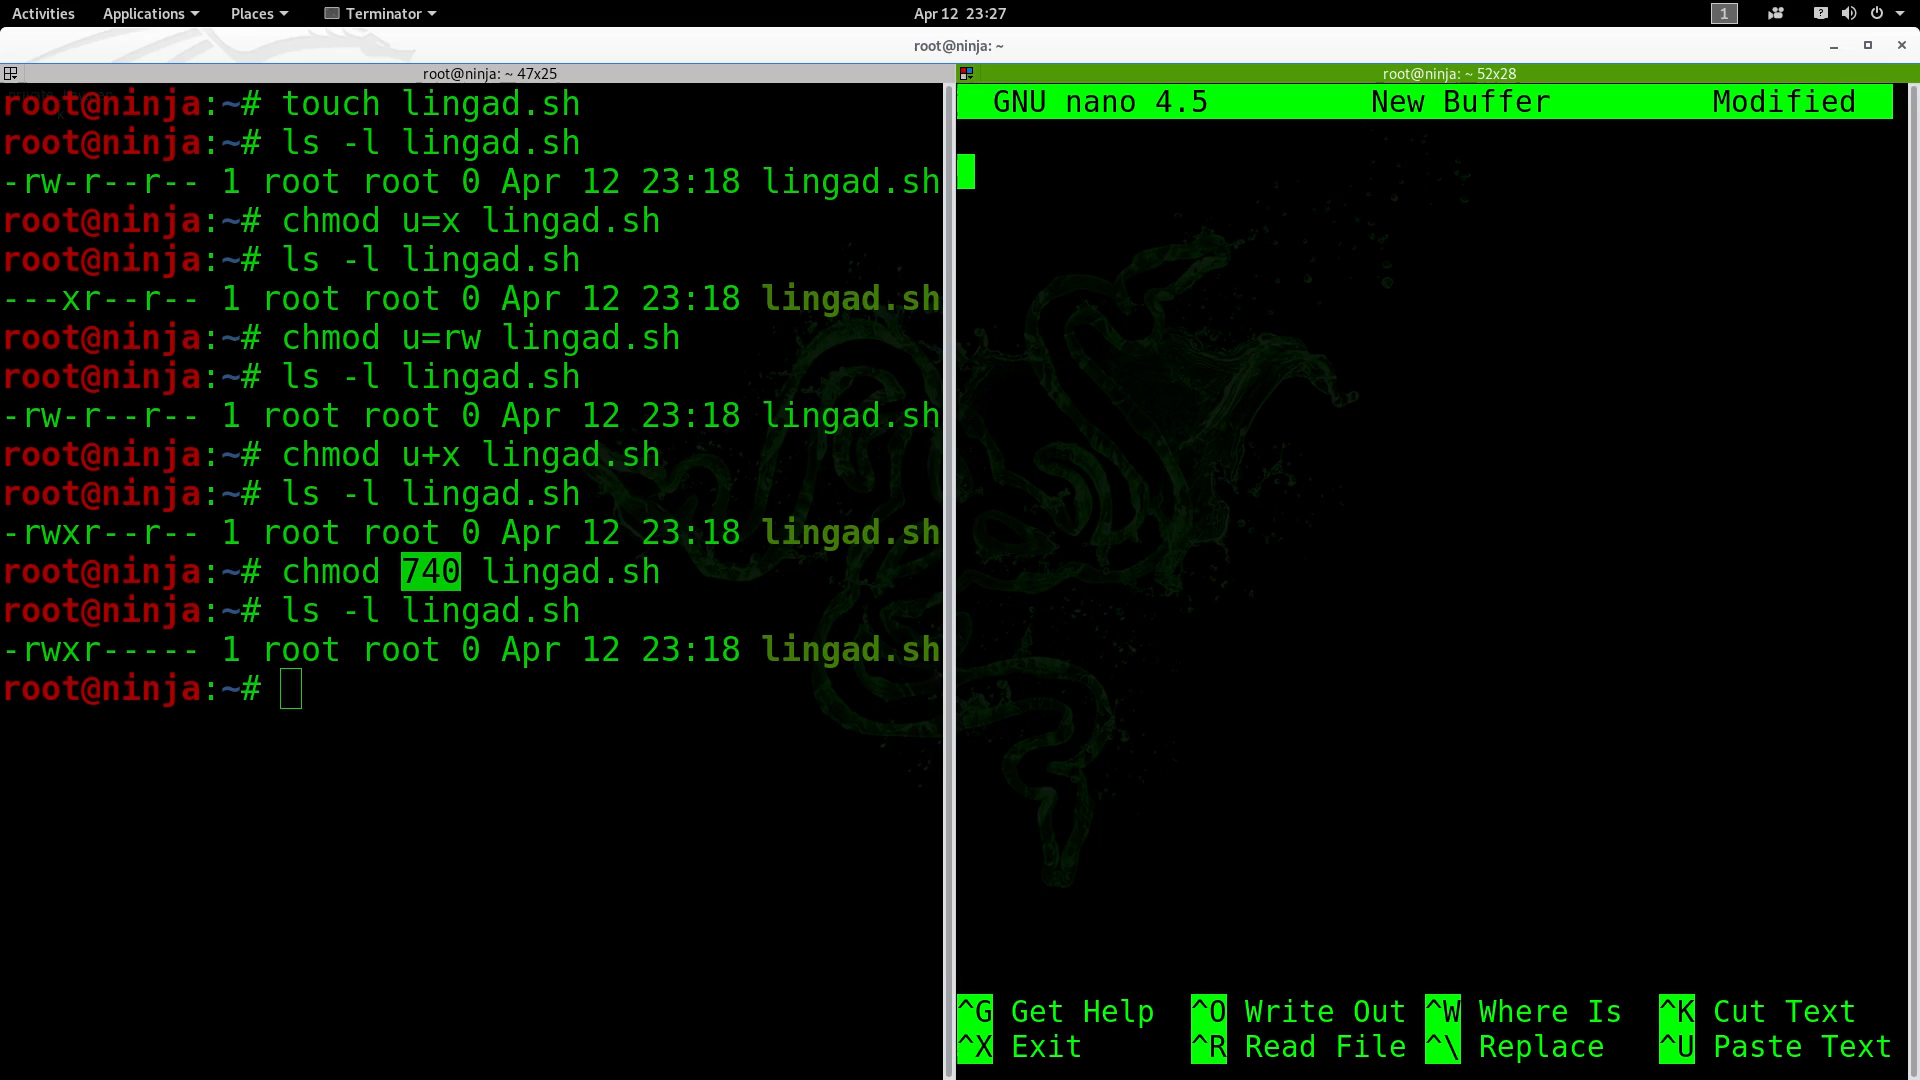 Activities Applications Places Terminator Apr 12 23:27 1
root@ninja: ~
root@ninja: ~ 47x25
root@ninja:~# touch lingad.sh
root@ninja:~# ls -l lingad.sh
-rw-r--r-- 1 root root 0 Apr 12 23:18 lingad.sh
root@ninja:~# chmod u=x lingad.sh
root@ninja:~# ls -l lingad.sh
---xr--r-- 1 root root 0 Apr 12 23:18 lingad.sh
root@ninja:~# chmod u=rw lingad.sh
root@ninja:~# ls -l lingad.sh
-rw-r--r-- 1 root root 0 Apr 12 23:18 lingad.sh
root@ninja:~# chmod u+x lingad.sh
root@ninja:~# ls -l lingad.sh
-rwxr--r-- 1 root root 0 Apr 12 23:18 lingad.sh
root@ninja:~# chmod 740 lingad.sh
root@ninja:~# ls -l lingad.sh
-rwxr----- 1 root root 0 Apr 12 23:18 lingad.sh
root@ninja:~#
root@ninja: ~ 52x28
GNU nano 4.5 New Buffer Modified
^G Get Help ^O Write Out ^W Where Is ^K Cut Text
^X Exit ^R Read File ^\ Replace ^U Paste Text